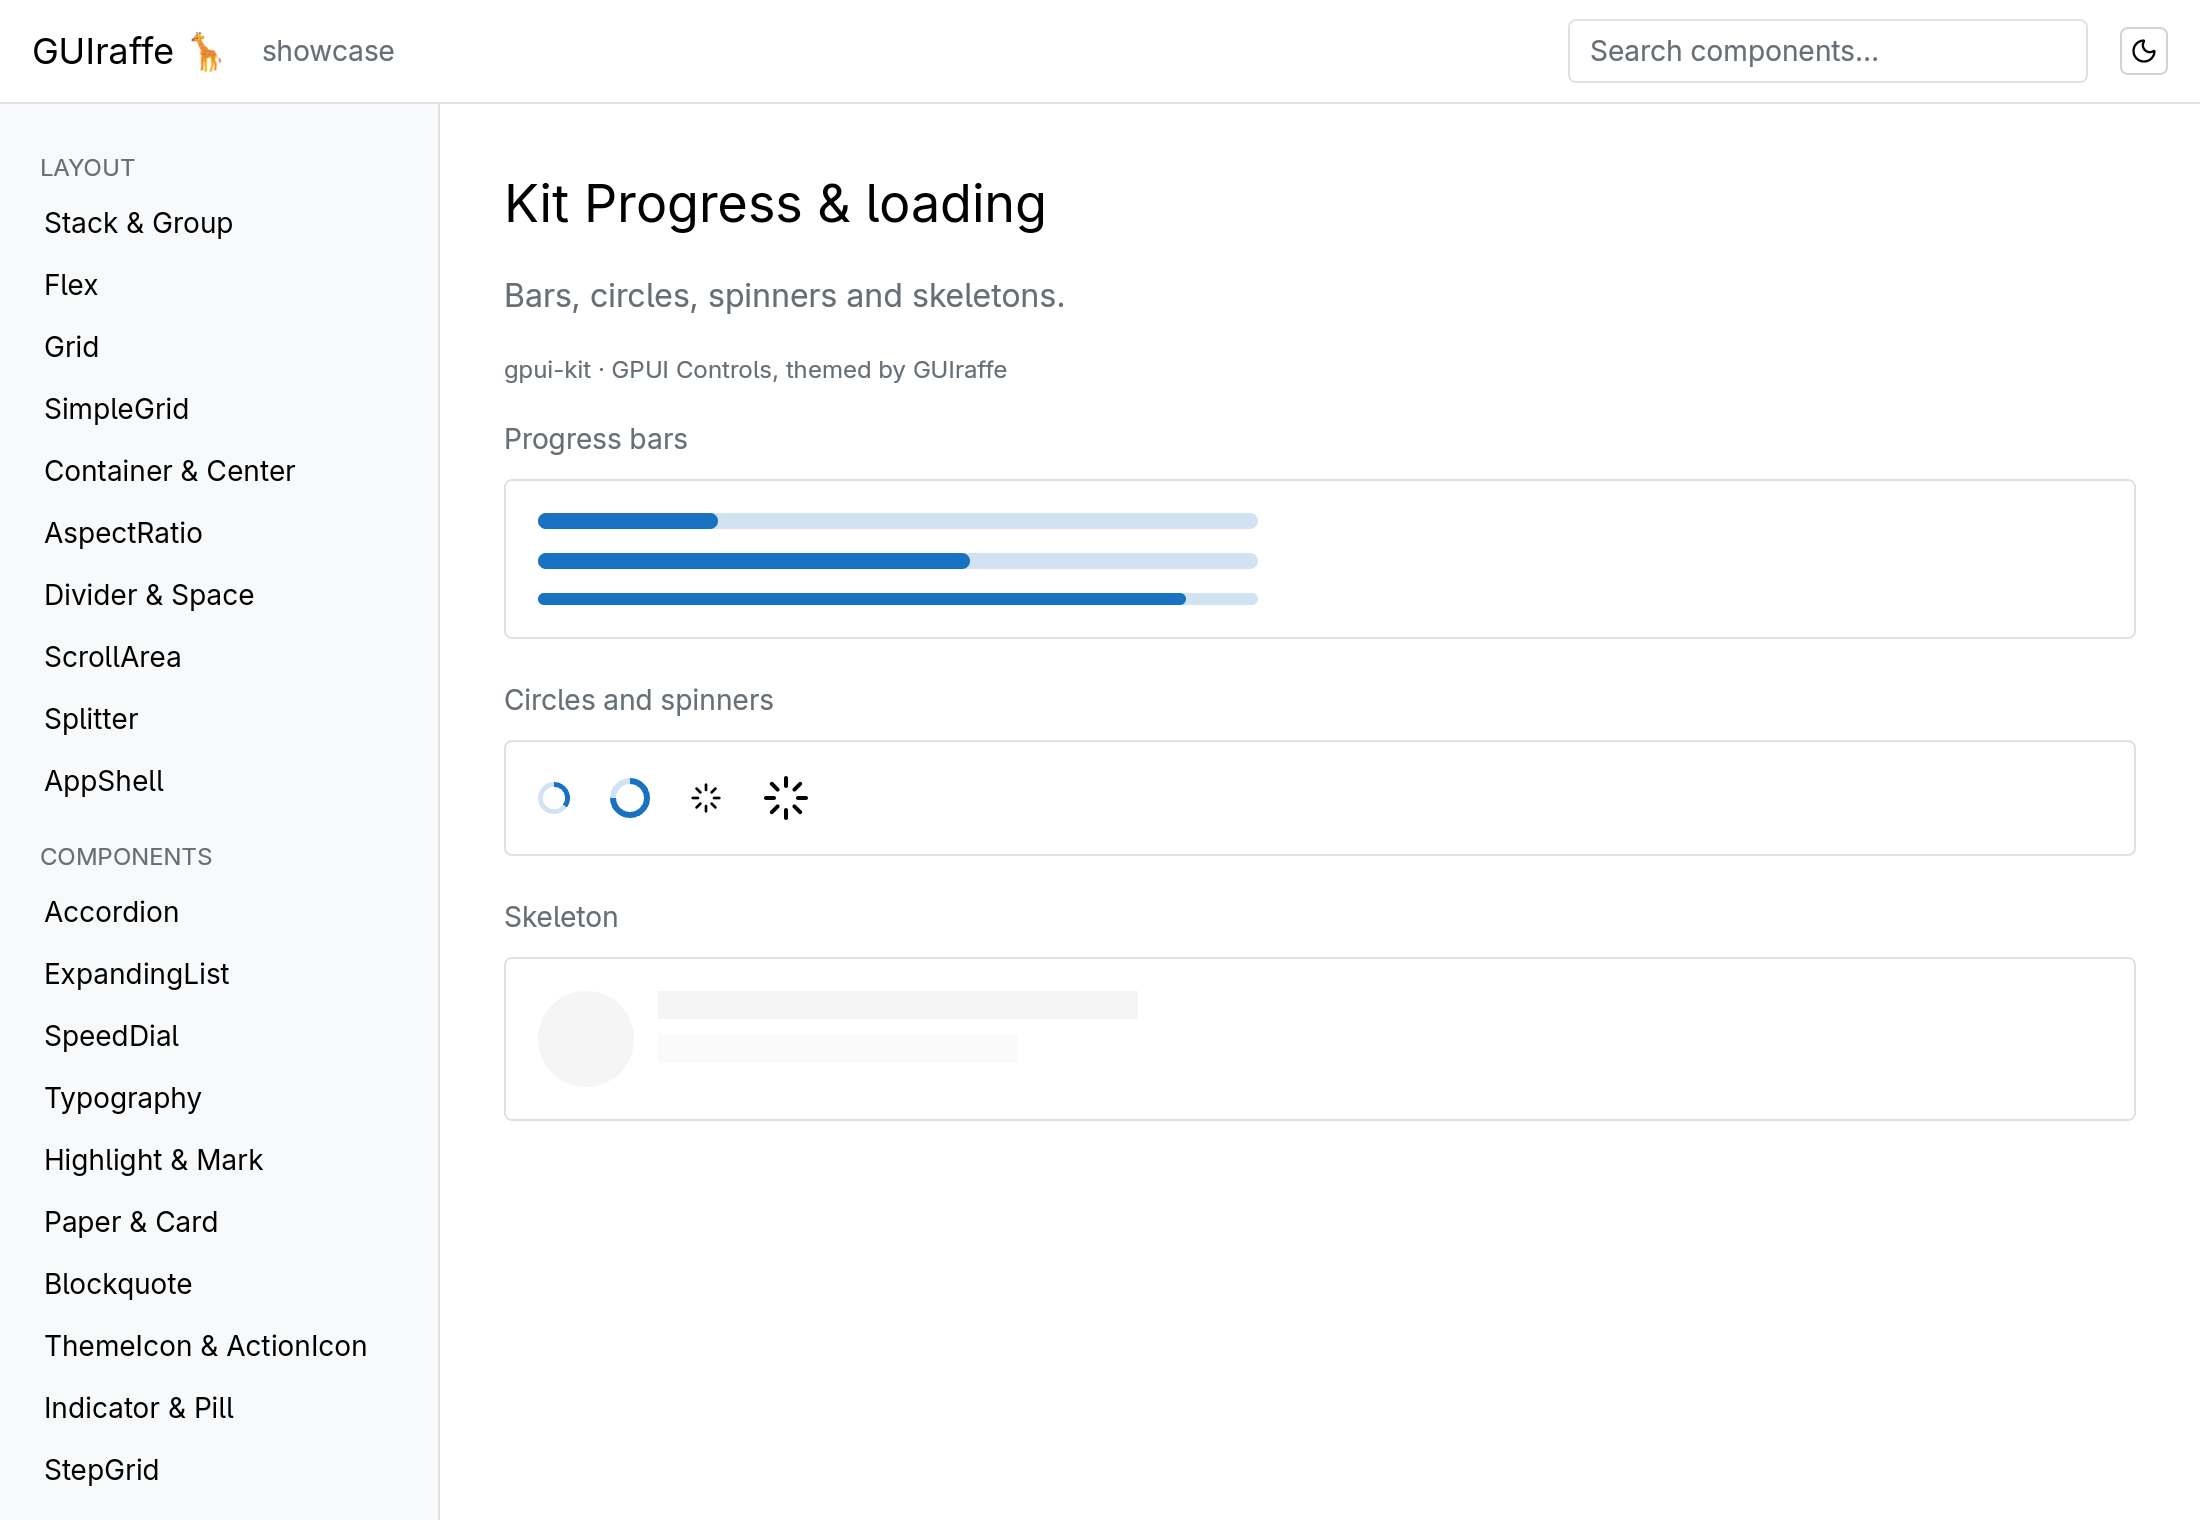 GUIraffe 🦒 showcase
Search components...
LAYOUT
Stack & Group
Flex
Grid
SimpleGrid
Container & Center
AspectRatio
Divider & Space
ScrollArea
Splitter
AppShell
COMPONENTS
Accordion
ExpandingList
SpeedDial
Typography
Highlight & Mark
Paper & Card
Blockquote
ThemeIcon & ActionIcon
Indicator & Pill
StepGrid
Kit Progress & loading
Bars, circles, spinners and skeletons.
gpui-kit · GPUI Controls, themed by GUIraffe
Progress bars
Circles and spinners
Skeleton